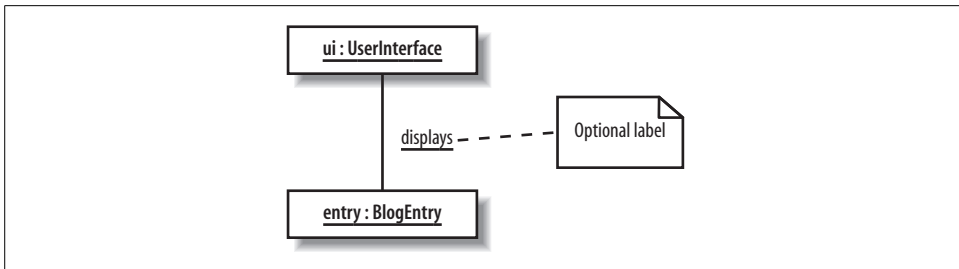 ui : UserInterface
displays
Optional label
entry : BlogEntry